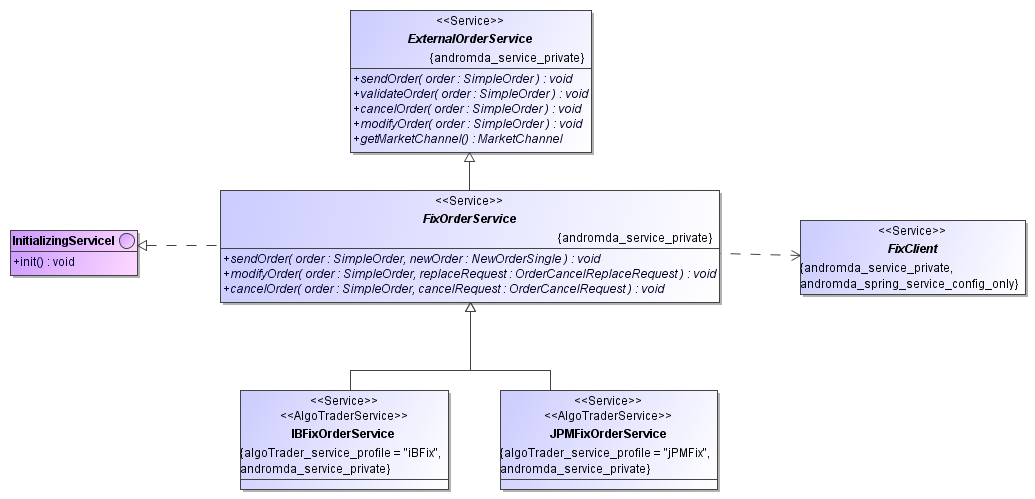 <<Service>>
ExternalOrderService
{andromda_service_private}
+sendOrder( order : SimpleOrder ) : void
+validateOrder( order : SimpleOrder ) : void
+cancelOrder( order : SimpleOrder ) : void
+modifyOrder( order : SimpleOrder ) : void
+getMarketChannel() : MarketChannel
<<Service>>
FixOrderService
{andromda_service_private}
+sendOrder( order : SimpleOrder, newOrder : NewOrderSingle ) : void
+modifyOrder( order : SimpleOrder, replaceRequest : OrderCancelReplaceRequest ) : void
+cancelOrder( order : SimpleOrder, cancelRequest : OrderCancelRequest ) : void
InitializingServiceI
+init() : void
<<Service>>
FixClient
{andromda_service_private,
andromda_spring_service_config_only}
<<Service>>
<<AlgoTraderService>>
IBFixOrderService
{algoTrader_service_profile = "iBFix",
andromda_service_private}
<<Service>>
<<AlgoTraderService>>
JPMFixOrderService
{algoTrader_service_profile = "jPMFix",
andromda_service_private}